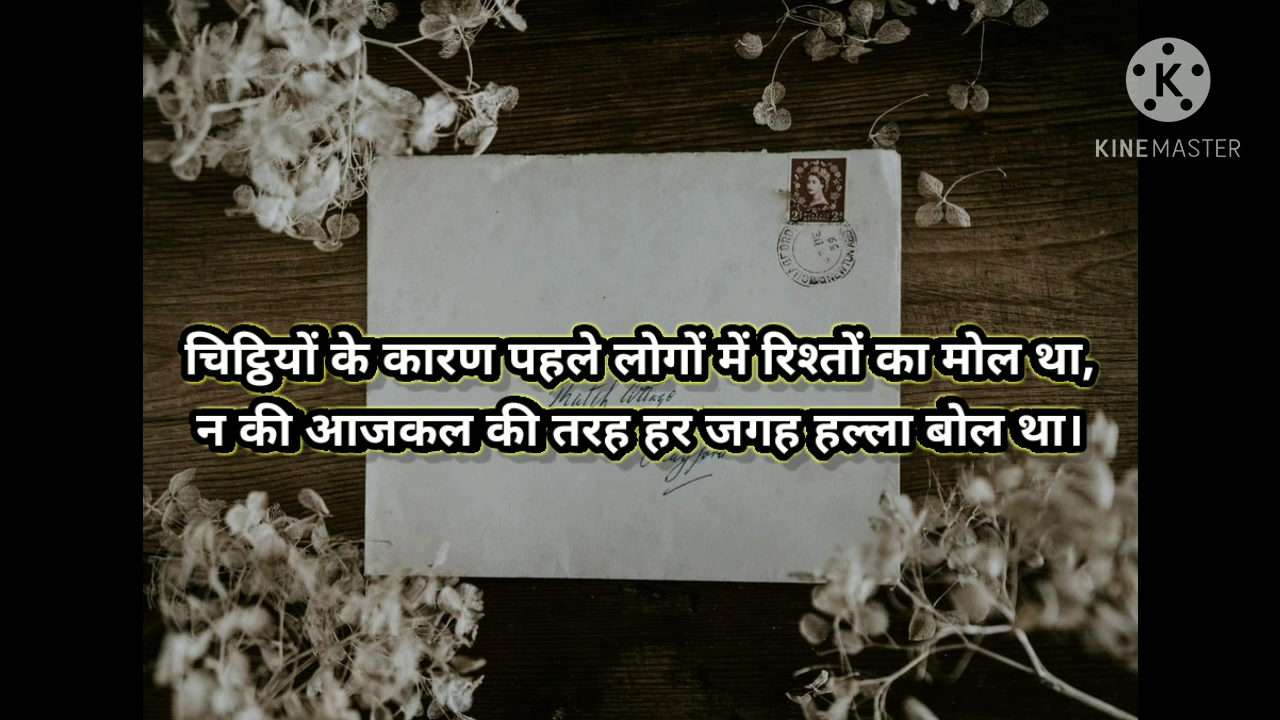 KINEMASTER
चिट्ठियों के कारण पहले लोगों में रिश्तों का मोल था,
न की आजकल की तरह हर जगह हल्ला बोल था।